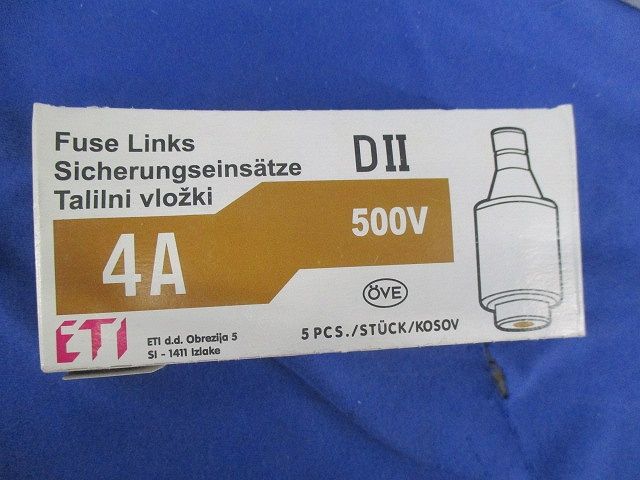 Fuse Links
Sicherungseinsätze
Talilni vložki
D II
4A
500V
ÖVE
ETI
ETI d.d. Obrezija 5
SI - 1411 Izlake
5 PCS./STÜCK/KOSOV